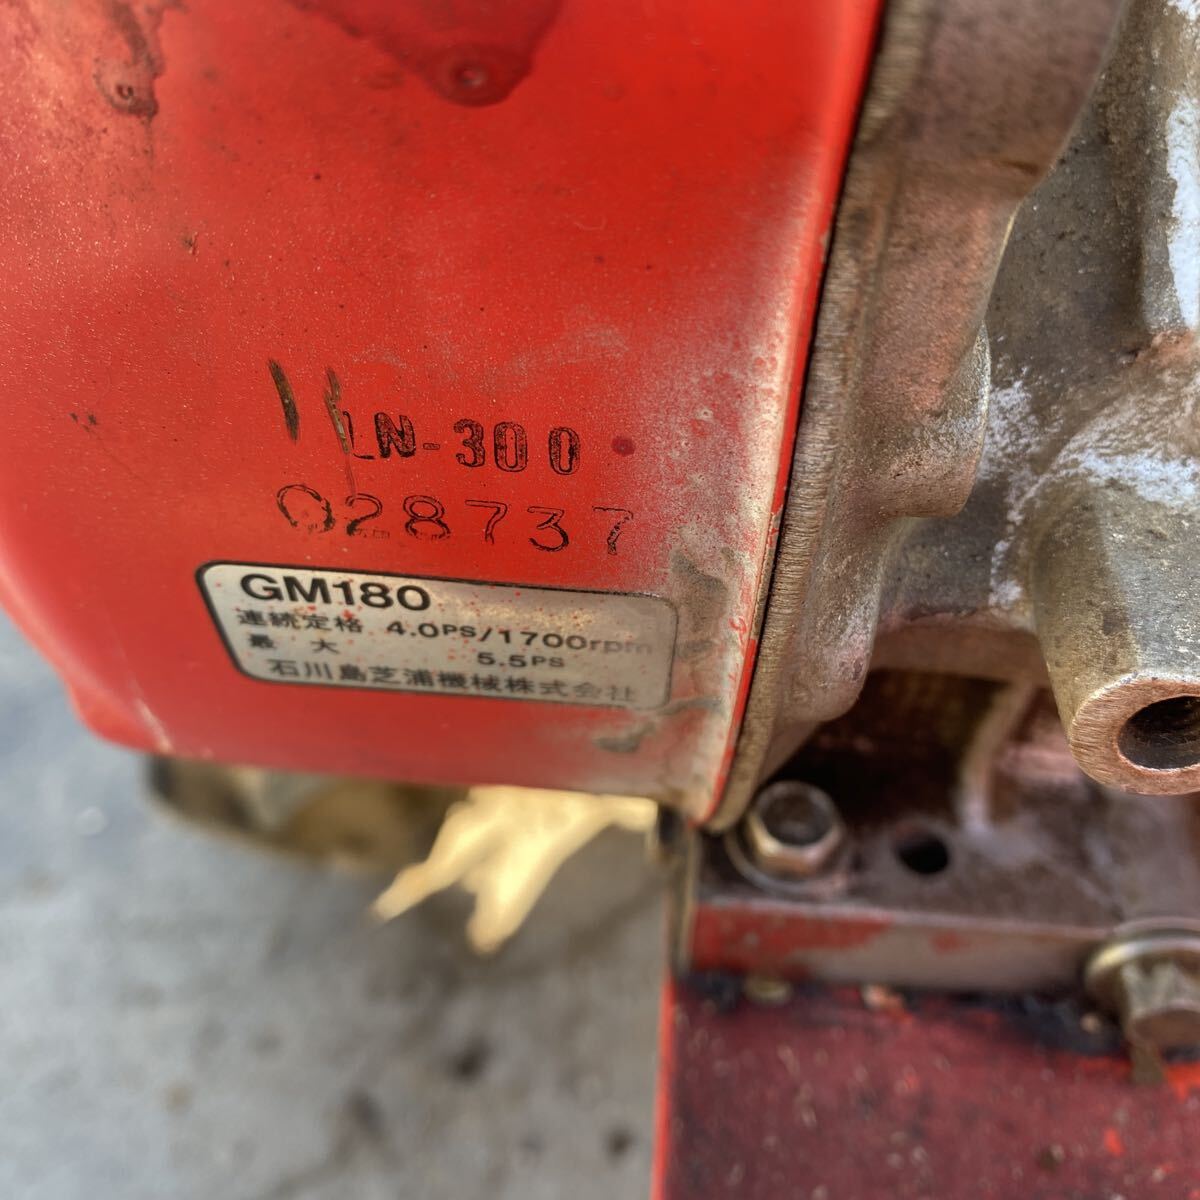 LN-300
028737
GM180
連続定格 4.0PS/1700rpm
最大 5.5PS
石川島芝浦機械株式会社